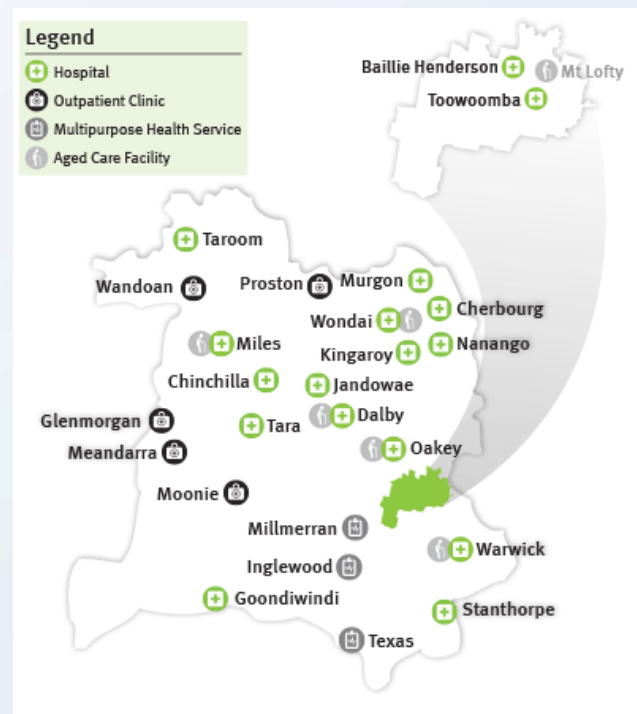 Legend
Hospital
Outpatient Clinic
Multipurpose Health Service
Aged Care Facility
Baillie Henderson
Mt Lofty
Toowoomba
Taroom
Wandoan
Proston
Murgon
Cherbourg
Wondai
Nanango
Miles
Kingaroy
Chinchilla
Jandowae
Dalby
Glenmorgan
Tara
Oakey
Meandarra
Moonie
Millmerran
Warwick
Inglewood
Goondiwindi
Stanthorpe
Texas